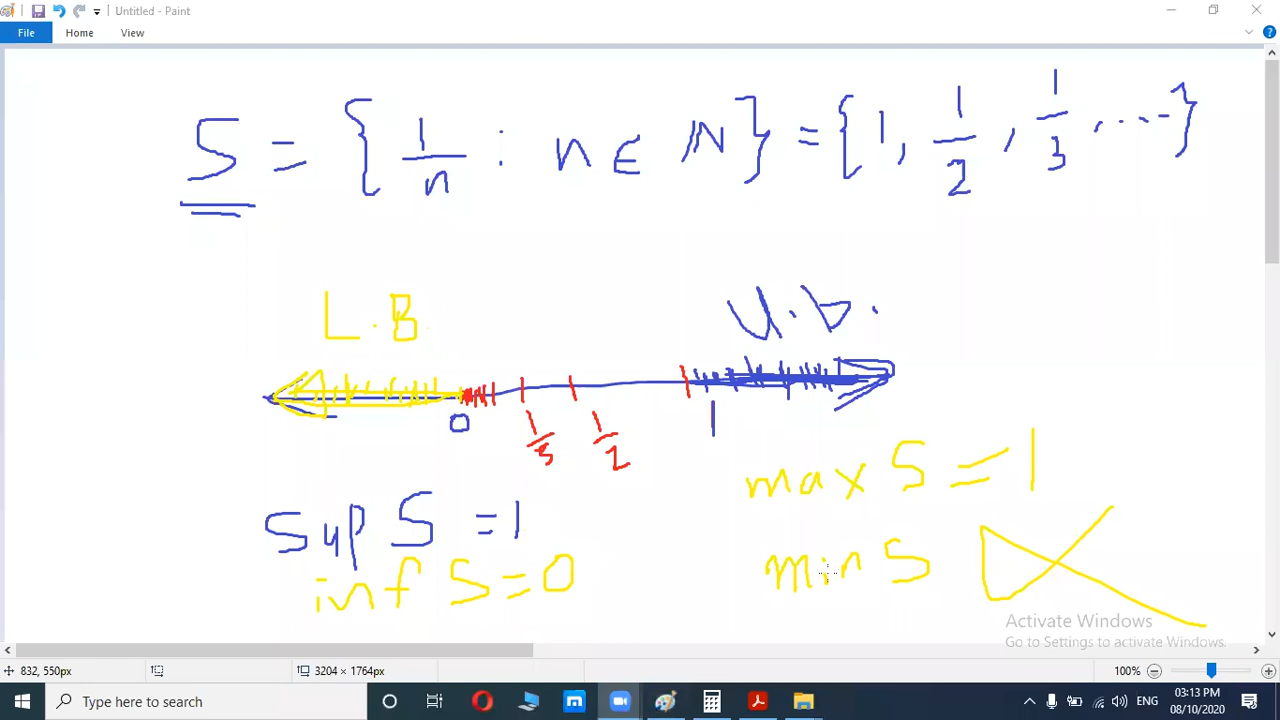 Untitled - Paint
File Home View
S = { 1/n : n ∈ N } = { 1, 1/2, 1/3, ... }
L.B
U.b.
0 1/3 1/2 1
max S = 1
sup S = 1
inf S = 0
min S
Activate Windows
Go to Settings to activate Windows.
832, 550px 3204 × 1764px 100%
Type here to search
ENG
03:13 PM
08/10/2020